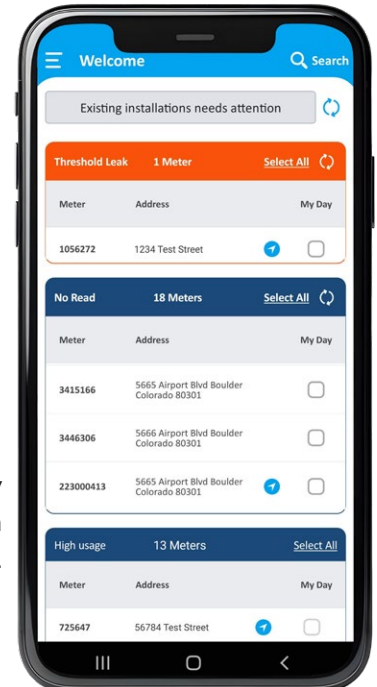 Welcome
Search
Existing installations needs attention
Threshold Leak 1 Meter Select All
Meter Address My Day
1056272 1234 Test Street
No Read 18 Meters Select All
Meter Address My Day
3415166 5665 Airport Blvd Boulder
Colorado 80301
3446306 5666 Airport Blvd Boulder
Colorado 80301
223000413 5665 Airport Blvd Boulder
Colorado 80301
High usage 13 Meters Select All
Meter Address My Day
725647 56784 Test Street